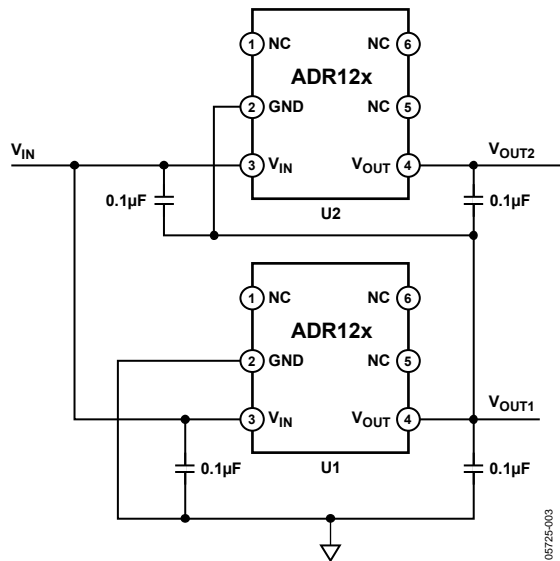 1 NC
NC 6
ADR12x
2 GND
NC 5
VIN
3 VIN
VOUT 4
VOUT2
0.1µF
0.1µF
U2
1 NC
NC 6
ADR12x
2 GND
NC 5
3 VIN
VOUT 4
VOUT1
0.1µF
U1
0.1µF
05725-003